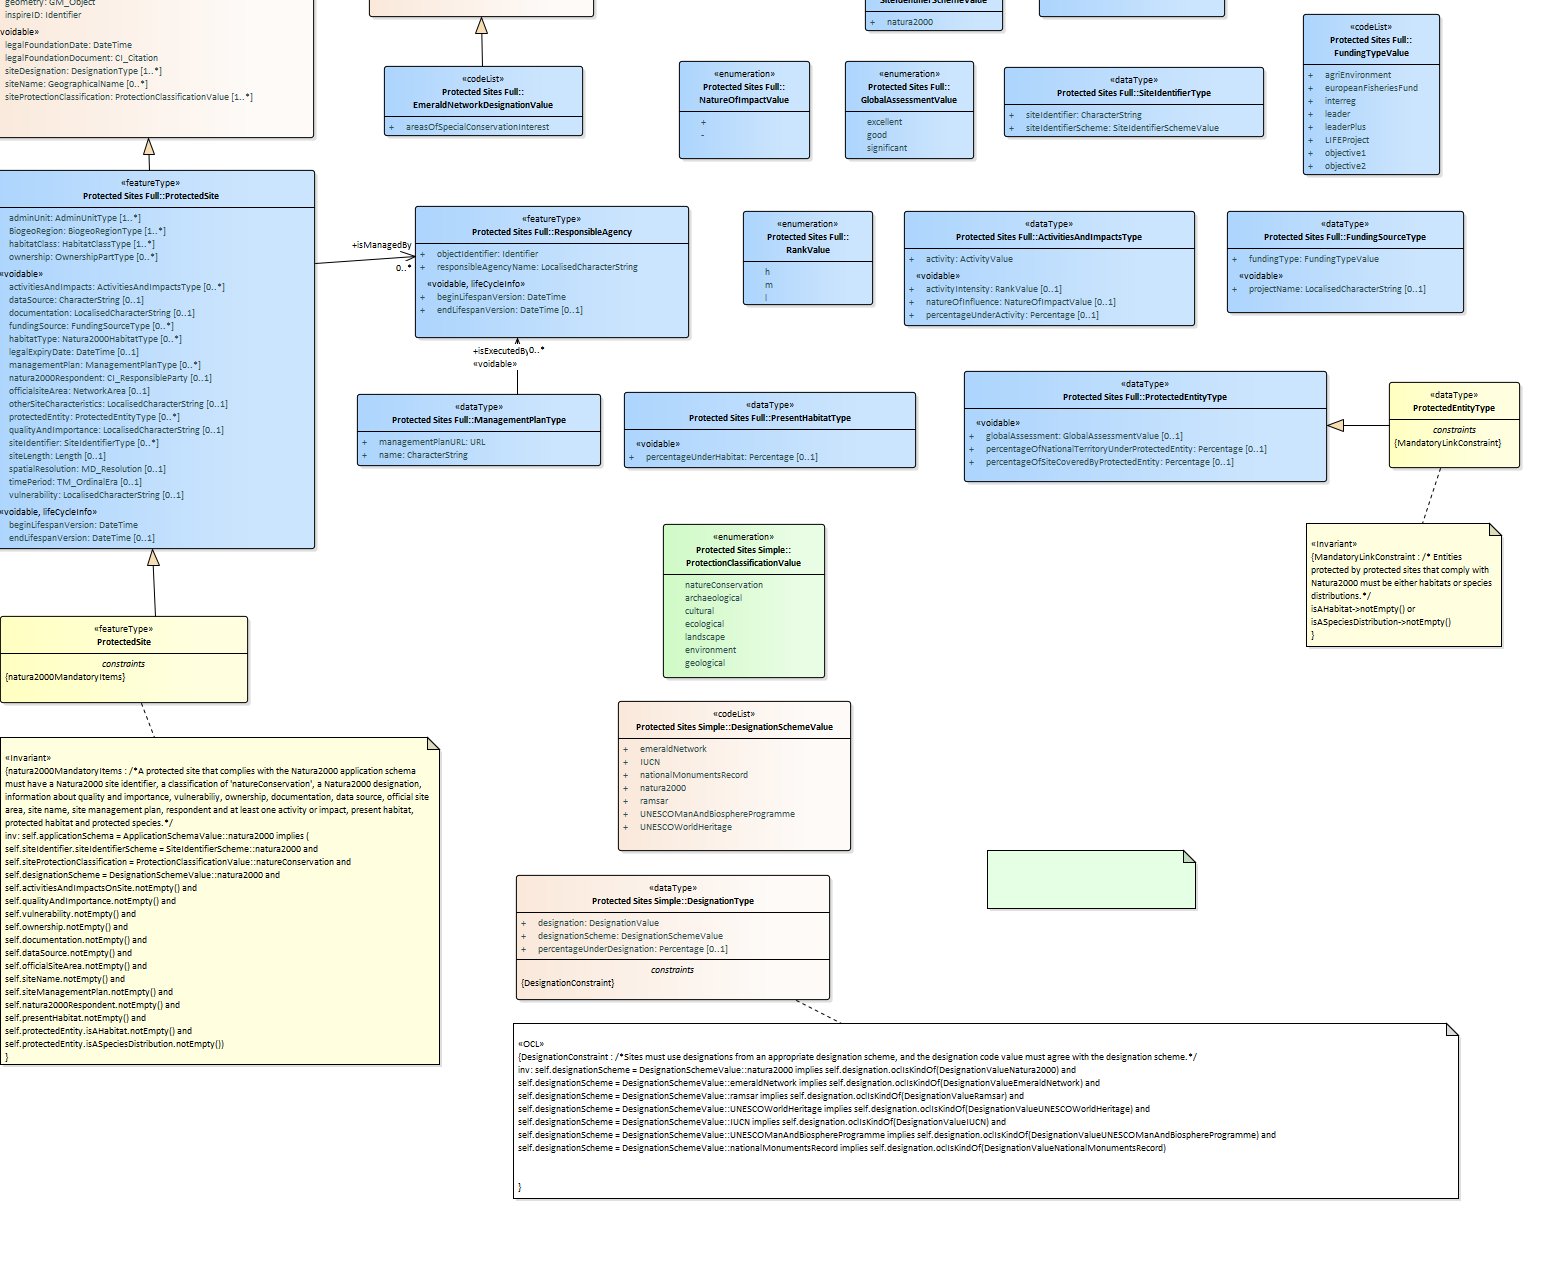 geometry: GM_Object
inspireID: Identifier
«voidable»
legalFoundationDate: DateTime
legalFoundationDocument: CI_Citation
siteDesignation: DesignationType [1..*]
siteName: GeographicalName [0..*]
siteProtectionClassification: ProtectionClassificationValue [1..*]
«codeList»
Protected Sites Full::
EmeraldNetworkDesignationValue
+ areasOfSpecialConservationInterest
SiteIdentifierSchemeValue
+ natura2000
«enumeration»
Protected Sites Full::
NatureOfImpactValue
+
-
«enumeration»
Protected Sites Full::
GlobalAssessmentValue
excellent
good
significant
«dataType»
Protected Sites Full::SiteIdentifierType
+ siteIdentifier: CharacterString
+ siteIdentifierScheme: SiteIdentifierSchemeValue
«codeList»
Protected Sites Full::
FundingTypeValue
+ agriEnvironment
+ europeanFisheriesFund
+ interreg
+ leader
+ leaderPlus
+ LIFEProject
+ objective1
+ objective2
«featureType»
Protected Sites Full::ProtectedSite
adminUnit: AdminUnitType [1..*]
BiogeoRegion: BiogeoRegionType [1..*]
habitatClass: HabitatClassType [1..*]
ownership: OwnershipPartType [0..*]
«voidable»
activitiesAndImpacts: ActivitiesAndImpactsType [0..*]
dataSource: CharacterString [0..1]
documentation: LocalisedCharacterString [0..1]
fundingSource: FundingSourceType [0..*]
habitatType: Natura2000HabitatType [0..*]
legalExpiryDate: DateTime [0..1]
managementPlan: ManagementPlanType [0..*]
natura2000Respondent: CI_ResponsibleParty [0..1]
officialsiteArea: NetworkArea [0..1]
otherSiteCharacteristics: LocalisedCharacterString [0..1]
protectedEntity: ProtectedEntityType [0..*]
qualityAndImportance: LocalisedCharacterString [0..1]
siteIdentifier: SiteIdentifierType [0..*]
siteLength: Length [0..1]
spatialResolution: MD_Resolution [0..1]
timePeriod: TM_OrdinalEra [0..1]
vulnerability: LocalisedCharacterString [0..1]
«voidable, lifeCycleInfo»
beginLifespanVersion: DateTime
endLifespanVersion: DateTime [0..1]
+isManagedBy
0..*
«featureType»
Protected Sites Full::ResponsibleAgency
+ objectIdentifier: Identifier
+ responsibleAgencyName: LocalisedCharacterString
«voidable, lifeCycleInfo»
+ beginLifespanVersion: DateTime
+ endLifespanVersion: DateTime [0..1]
+isExecutedBy 0..*
«voidable»
«enumeration»
Protected Sites Full::
RankValue
h
m
l
«dataType»
Protected Sites Full::ActivitiesAndImpactsType
+ activity: ActivityValue
«voidable»
+ activityIntensity: RankValue [0..1]
+ natureOfInfluence: NatureOfImpactValue [0..1]
+ percentageUnderActivity: Percentage [0..1]
«dataType»
Protected Sites Full::FundingSourceType
+ fundingType: FundingTypeValue
«voidable»
+ projectName: LocalisedCharacterString [0..1]
«dataType»
Protected Sites Full::ManagementPlanType
+ managementPlanURL: URL
+ name: CharacterString
«dataType»
Protected Sites Full::PresentHabitatType
«voidable»
+ percentageUnderHabitat: Percentage [0..1]
«dataType»
Protected Sites Full::ProtectedEntityType
«voidable»
+ globalAssessment: GlobalAssessmentValue [0..1]
+ percentageOfNationalTerritoryUnderProtectedEntity: Percentage [0..1]
+ percentageOfSiteCoveredByProtectedEntity: Percentage [0..1]
«dataType»
ProtectedEntityType
constraints
{MandatoryLinkConstraint}
«Invariant»
{MandatoryLinkConstraint : /* Entities
protected by protected sites that comply with
Natura2000 must be either habitats or species
distributions.*/
isAHabitat->notEmpty() or
isASpeciesDistribution->notEmpty()
}
«enumeration»
Protected Sites Simple::
ProtectionClassificationValue
natureConservation
archaeological
cultural
ecological
landscape
environment
geological
«featureType»
ProtectedSite
constraints
{natura2000MandatoryItems}
«Invariant»
{natura2000MandatoryItems : /*A protected site that complies with the Natura2000 application schema
must have a Natura2000 site identifier, a classification of 'natureConservation', a Natura2000 designation,
information about quality and importance, vulnerabiliy, ownership, documentation, data source, official site
area, site name, site management plan, respondent and at least one activity or impact, present habitat,
protected habitat and protected species.*/
inv: self.applicationSchema = ApplicationSchemaValue::natura2000 implies (
self.siteIdentifier.siteIdentifierScheme = SiteIdentifierScheme::natura2000 and
self.siteProtectionClassification = ProtectionClassificationValue::natureConservation and
self.designationScheme = DesignationSchemeValue::natura2000 and
self.activitiesAndImpactsOnSite.notEmpty() and
self.qualityAndImportance.notEmpty() and
self.vulnerability.notEmpty() and
self.ownership.notEmpty() and
self.documentation.notEmpty() and
self.dataSource.notEmpty() and
self.officialSiteArea.notEmpty() and
self.siteName.notEmpty() and
self.siteManagementPlan.notEmpty() and
self.natura2000Respondent.notEmpty() and
self.presentHabitat.notEmpty() and
self.protectedEntity.isAHabitat.notEmpty() and
self.protectedEntity.isASpeciesDistribution.notEmpty())
}
«codeList»
Protected Sites Simple::DesignationSchemeValue
+ emeraldNetwork
+ IUCN
+ nationalMonumentsRecord
+ natura2000
+ ramsar
+ UNESCOManAndBiosphereProgramme
+ UNESCOWorldHeritage
«dataType»
Protected Sites Simple::DesignationType
+ designation: DesignationValue
+ designationScheme: DesignationSchemeValue
+ percentageUnderDesignation: Percentage [0..1]
constraints
{DesignationConstraint}
«OCL»
{DesignationConstraint : /*Sites must use designations from an appropriate designation scheme, and the designation code value must agree with the designation scheme.*/
inv: self.designationScheme = DesignationSchemeValue::natura2000 implies self.designation.oclIsKindOf(DesignationValueNatura2000) and
self.designationScheme = DesignationSchemeValue::emeraldNetwork implies self.designation.oclIsKindOf(DesignationValueEmeraldNetwork) and
self.designationScheme = DesignationSchemeValue::ramsar implies self.designation.oclIsKindOf(DesignationValueRamsar) and
self.designationScheme = DesignationSchemeValue::UNESCOWorldHeritage implies self.designation.oclIsKindOf(DesignationValueUNESCOWorldHeritage) and
self.designationScheme = DesignationSchemeValue::IUCN implies self.designation.oclIsKindOf(DesignationValueIUCN) and
self.designationScheme = DesignationSchemeValue::UNESCOManAndBiosphereProgramme implies self.designation.oclIsKindOf(DesignationValueUNESCOManAndBiosphereProgramme) and
self.designationScheme = DesignationSchemeValue::nationalMonumentsRecord implies self.designation.oclIsKindOf(DesignationValueNationalMonumentsRecord)
}